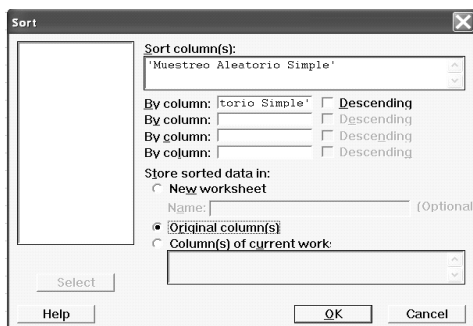 Sort
Sort column(s):
'Muestreo Aleatorio Simple'
By column: torio Simple' Descending
By column: Descending
By column: Descending
By column: Descending
Store sorted data in:
New worksheet
Name: (Optional
Original column(s)
Column(s) of current work
Select
Help OK Cancel